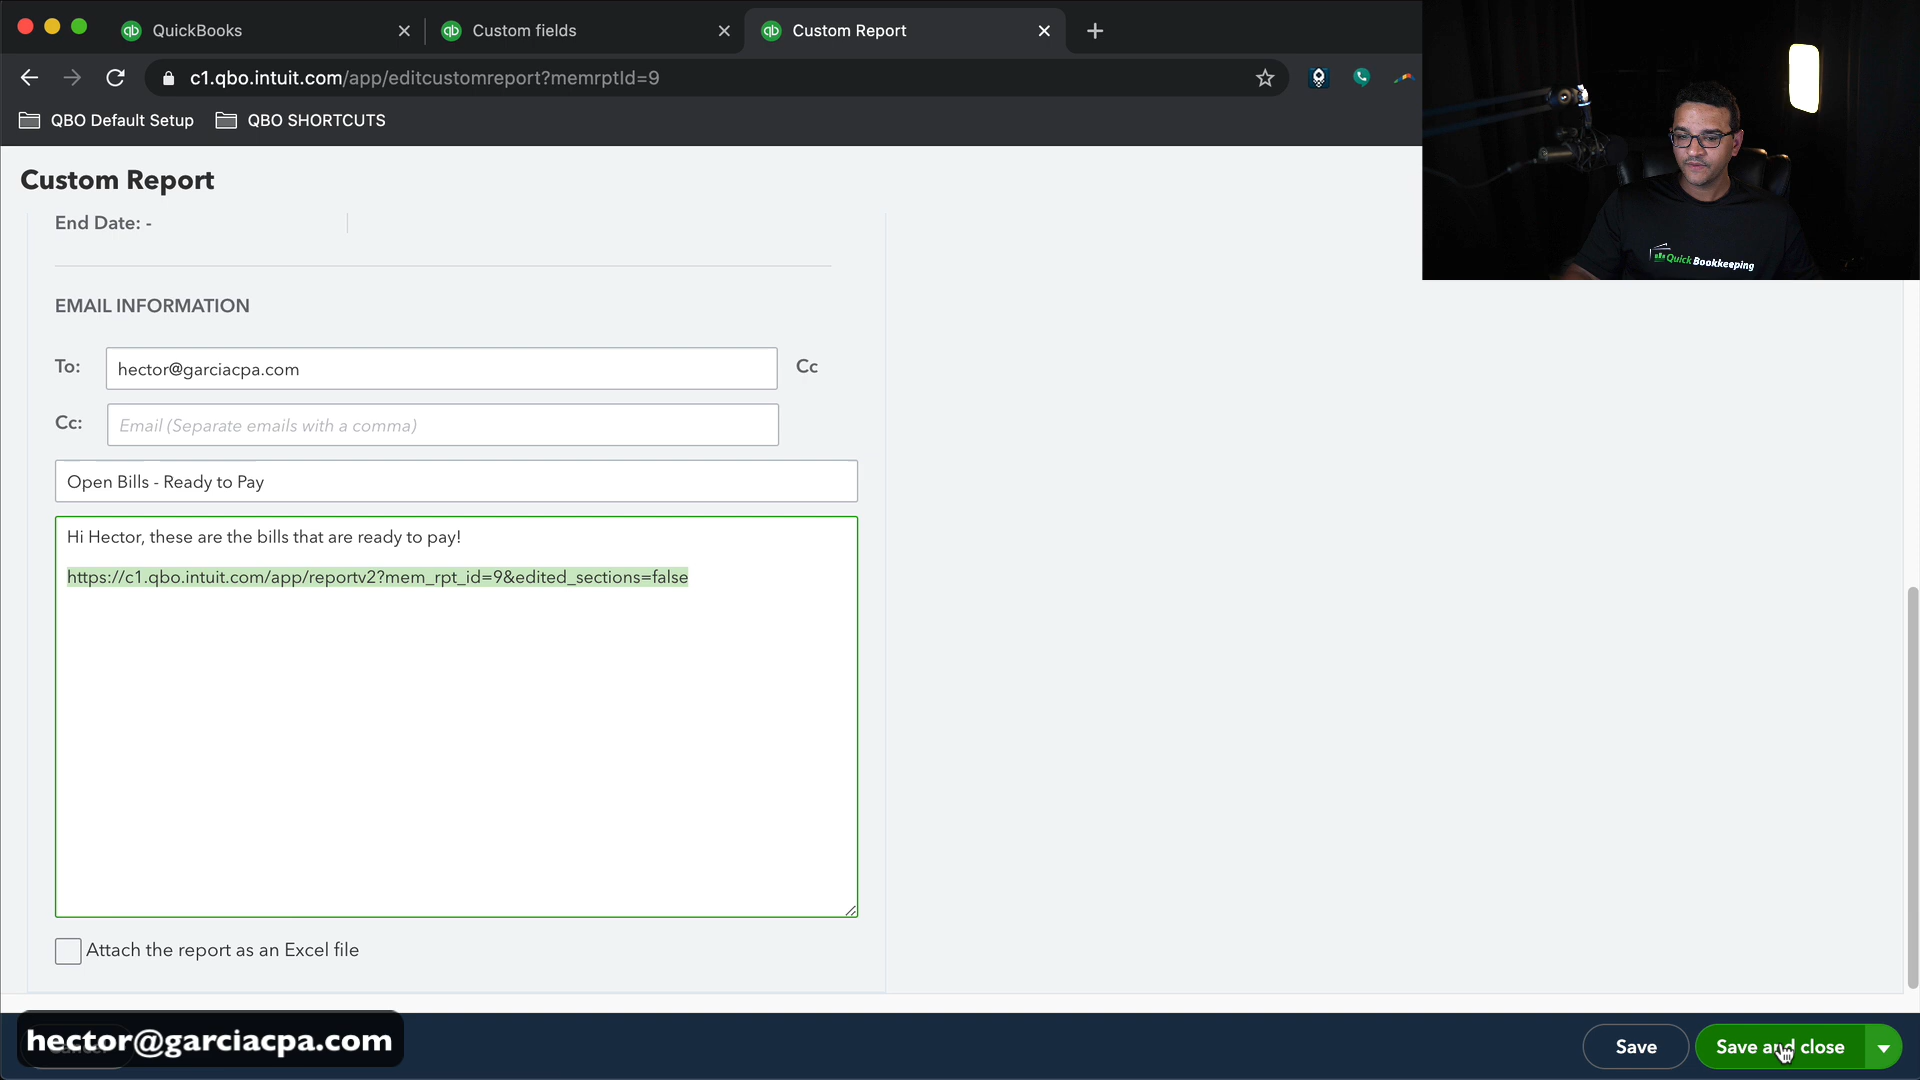 QuickBooks
Custom fields
Custom Report
c1.qbo.intuit.com/app/editcustomreport?memrptId=9
QBO Default Setup
QBO SHORTCUTS
Custom Report
End Date: -
EMAIL INFORMATION
To:
hector@garciacpa.com
Cc
Cc:
Email (Separate emails with a comma)
Open Bills - Ready to Pay
Hi Hector, these are the bills that are ready to pay!
https://c1.qbo.intuit.com/app/reportv2?mem_rpt_id=9&edited_sections=false
Attach the report as an Excel file
hector@garciacpa.com
Save
Save and close
Quick Bookkeeping
qb
qb
qb